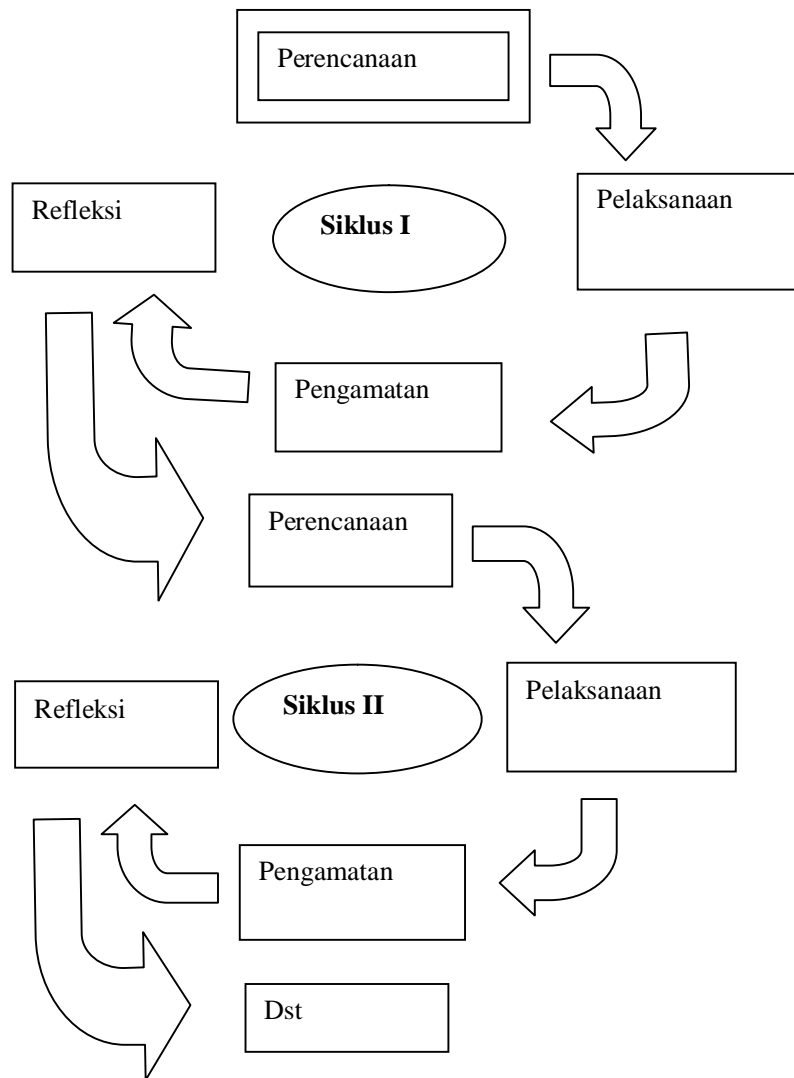 Perencanaan
Refleksi
Siklus I
Pelaksanaan
Pengamatan
Perencanaan
Refleksi
Siklus II
Pelaksanaan
Pengamatan
Dst